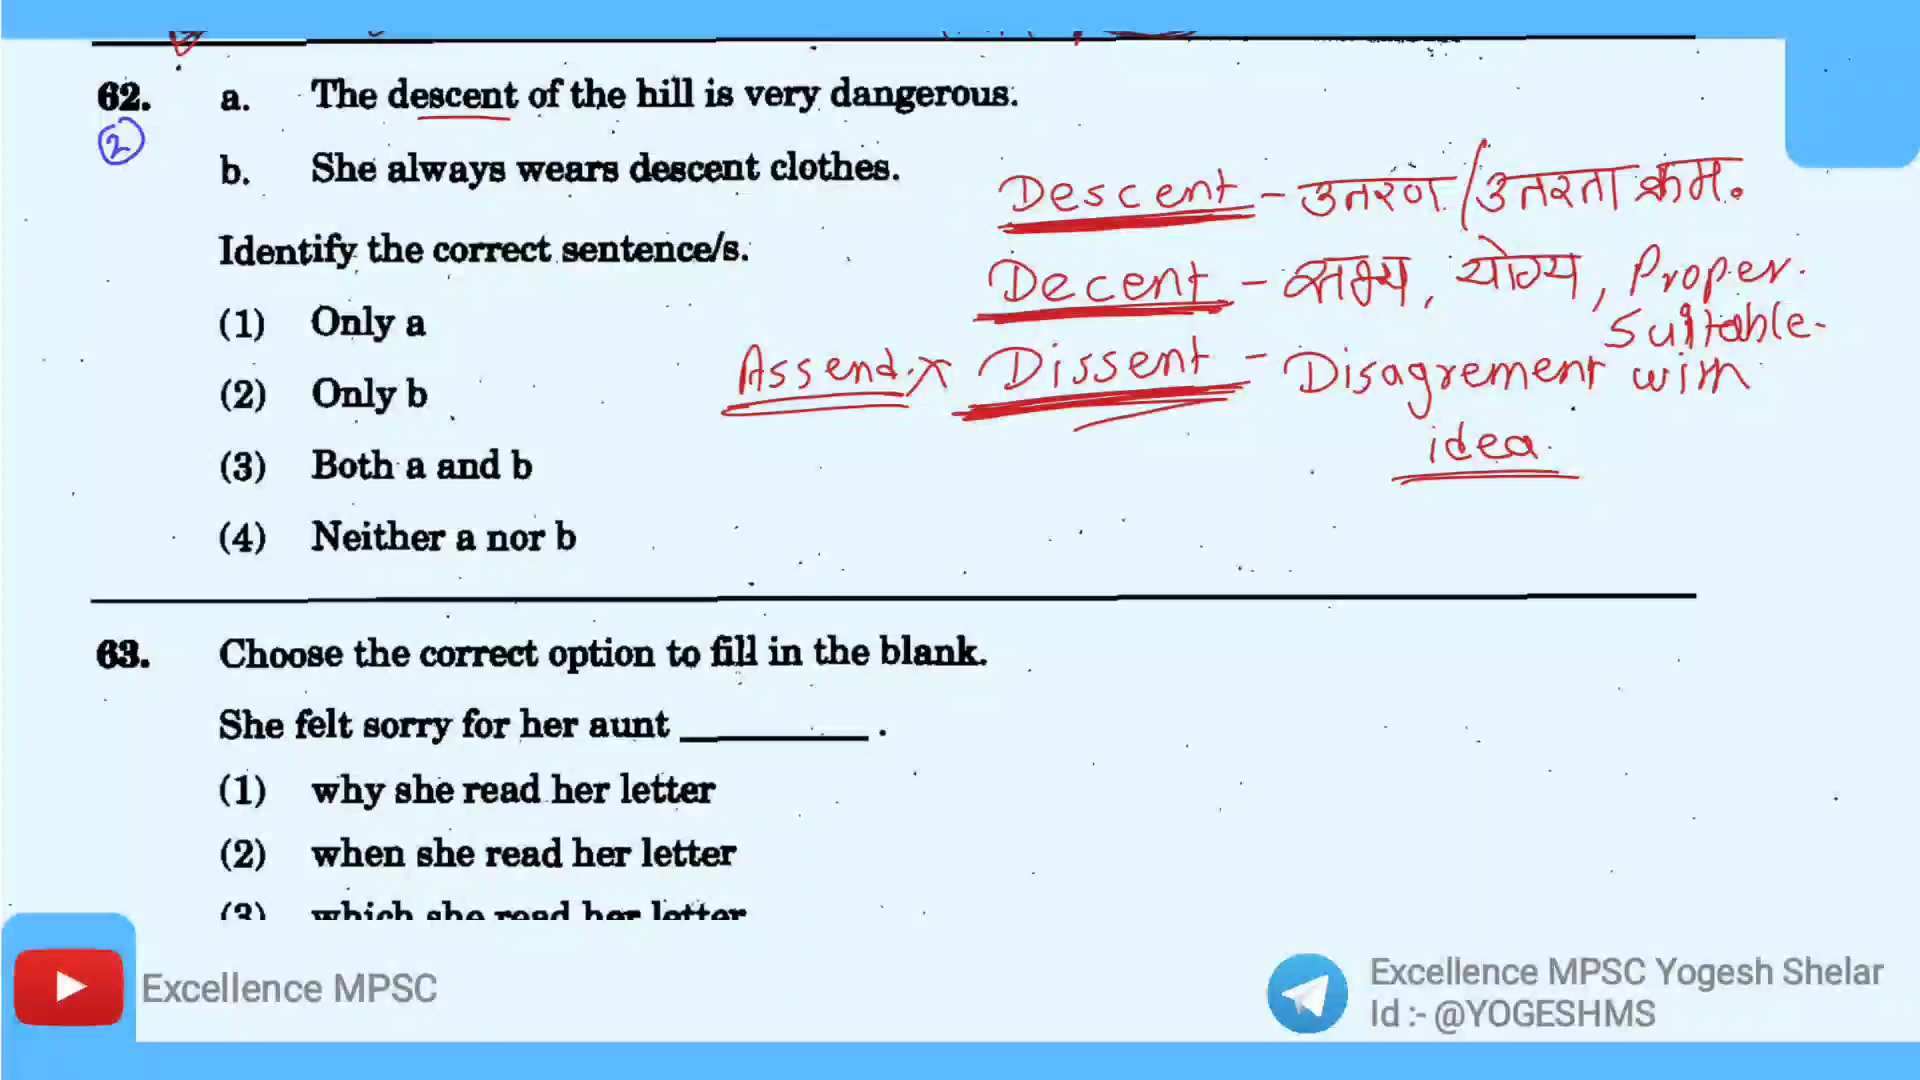 62. a. The descent of the hill is very dangerous.
2
b. She always wears descent clothes.
Descent - उतरण / उतरता क्रम.
Identify the correct sentence/s.
Decent - सभ्य, योग्य, Proper.
Suitable-
(1) Only a
Assend. x Dissent - Disagrement with
idea.
(2) Only b
(3) Both a and b
(4) Neither a nor b
63. Choose the correct option to fill in the blank.
She felt sorry for her aunt __________ .
(1) why she read her letter
(2) when she read her letter
(3) which she read her letter
Excellence MPSC
Excellence MPSC Yogesh Shelar
Id :- @YOGESHMS